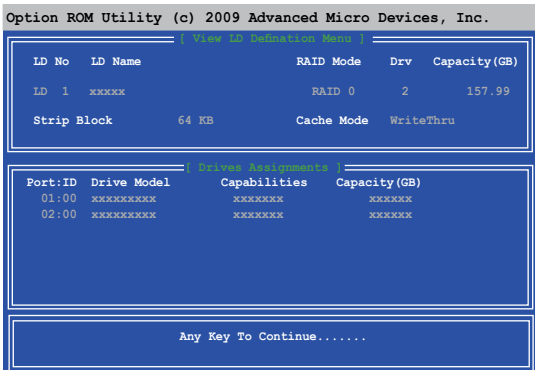 Option ROM Utility (c) 2009 Advanced Micro Devices, Inc.
[ View LD Defination Menu ]
LD No LD Name RAID Mode Drv Capacity(GB)
LD 1 xxxxx RAID 0 2 157.99
Strip Block 64 KB Cache Mode WriteThru
[ Drives Assignments ]
Port:ID Drive Model Capabilities Capacity(GB)
01:00 xxxxxxxxx xxxxxxx xxxxxx
02:00 xxxxxxxxx xxxxxxx xxxxxx
Any Key To Continue.......